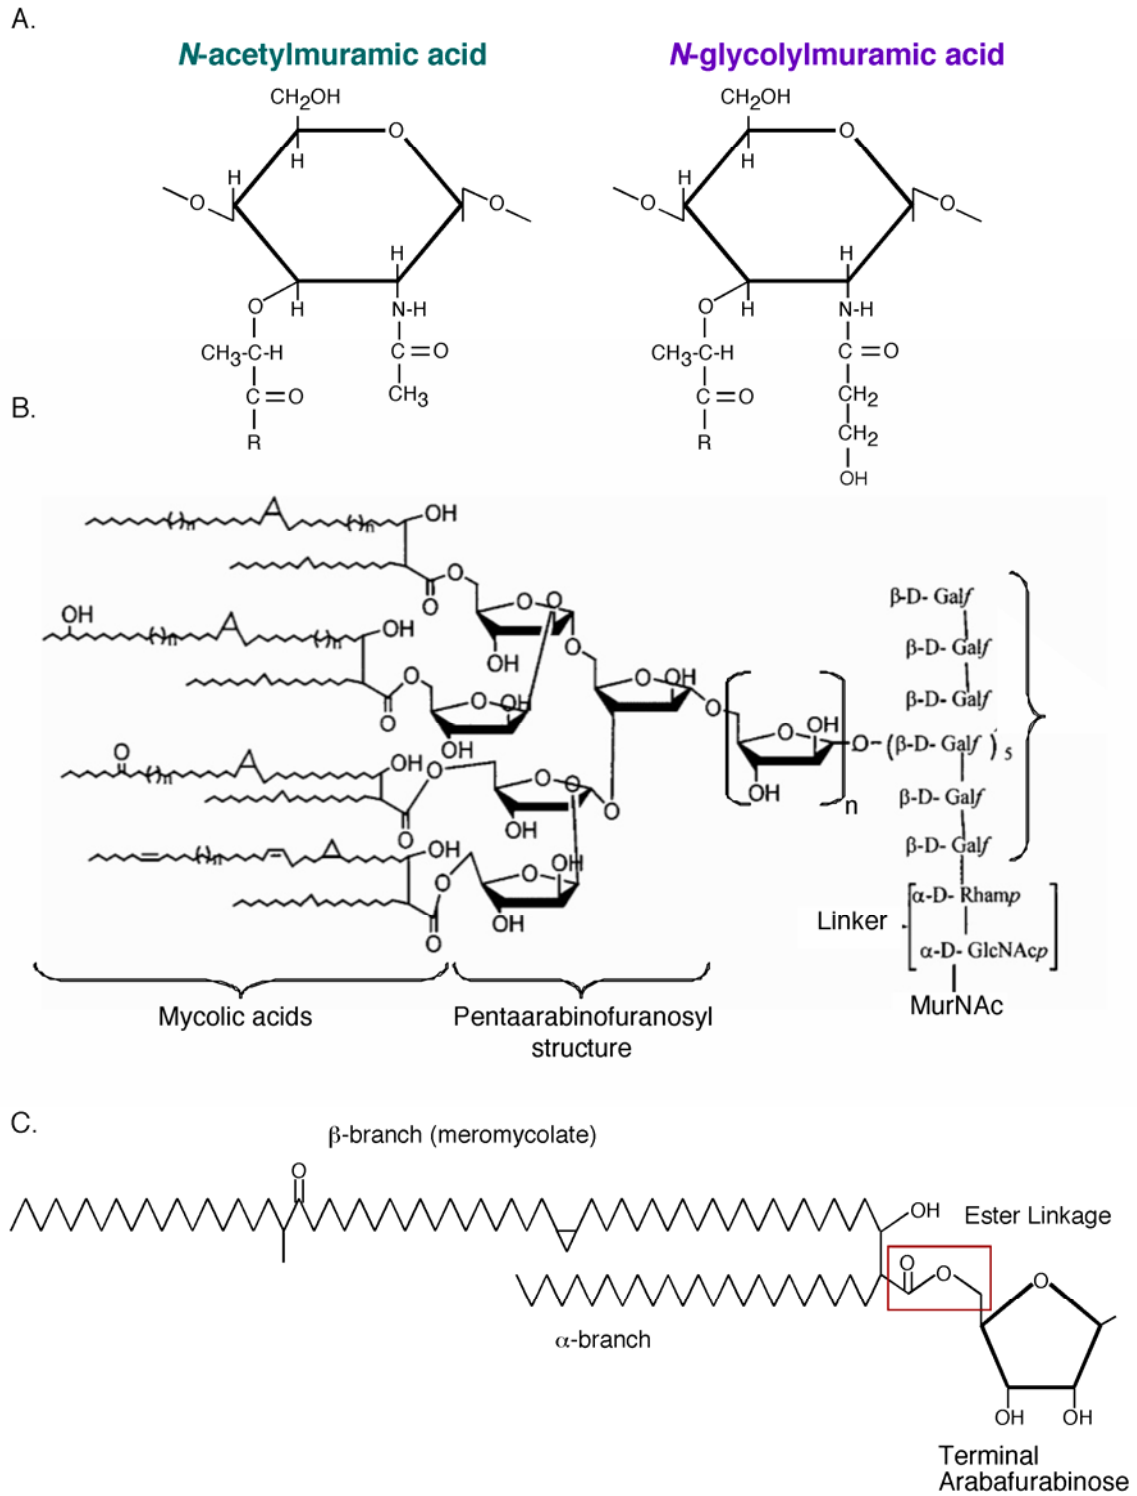 A.
N-acetylmuramic acid
N-glycolylmuramic acid
CH2OH
O
H
H
O
O
H
O
H
N-H
CH3-C-H
C=O
C=O
CH3
R
CH2OH
O
H
H
O
O
H
O
H
N-H
CH3-C-H
C=O
C=O
CH2
CH2
R
OH
B.
OH
O
O
O
O
OH
O
OH
OH
O
O
O
OH
OH
O
OH
O
O
O
OH
O
OH
O
OH
n
O
OH
O
O
O
O
OH
O
OH
O
O
O
OH
OH
β-D- Galf
β-D- Galf
β-D- Galf
O-(β-D- Galf )5
β-D- Galf
β-D- Galf
α-D- Rhamp
Linker
α-D- GlcNAcp
MurNAc
Mycolic acids
Pentaarabinofuranosyl
structure
C.
β-branch (meromycolate)
O
OH
Ester Linkage
O
O
O
α-branch
OH
OH
Terminal
Arabafurabinose